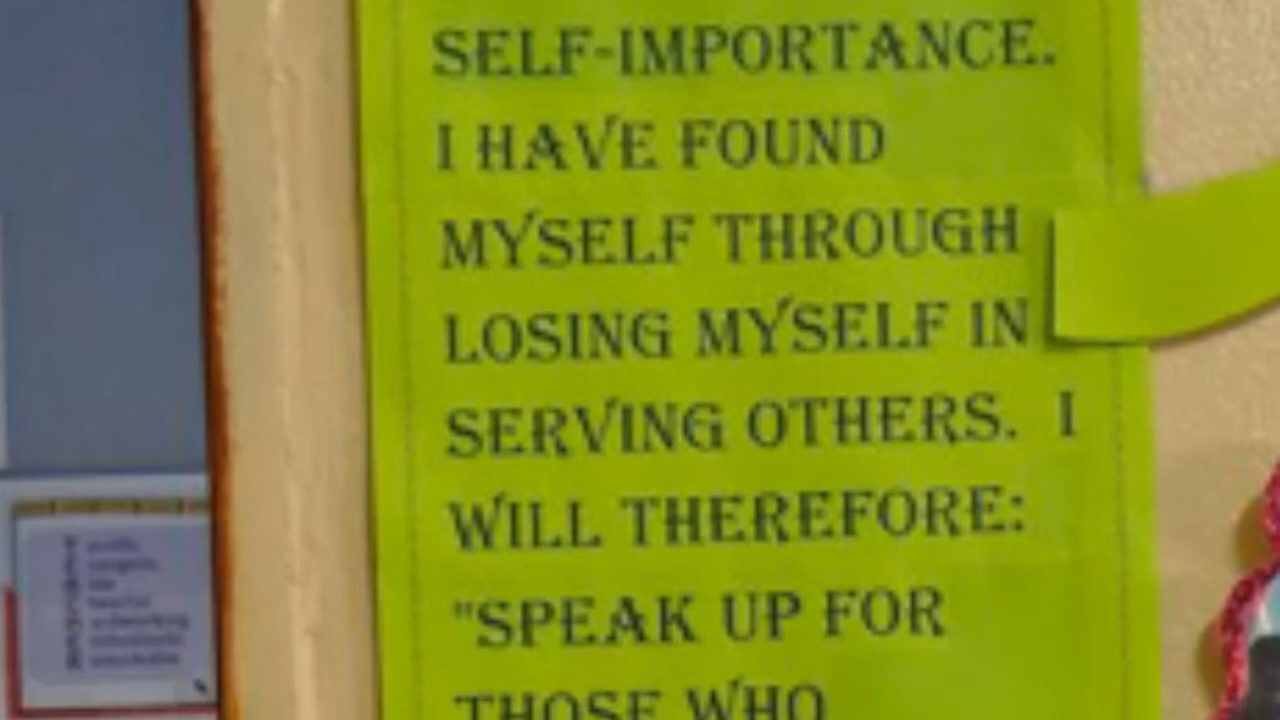 SELF-IMPORTANCE.
I HAVE FOUND
MYSELF THROUGH
LOSING MYSELF IN
SERVING OTHERS. I
WILL THEREFORE:
"SPEAK UP FOR
THOSE WHO